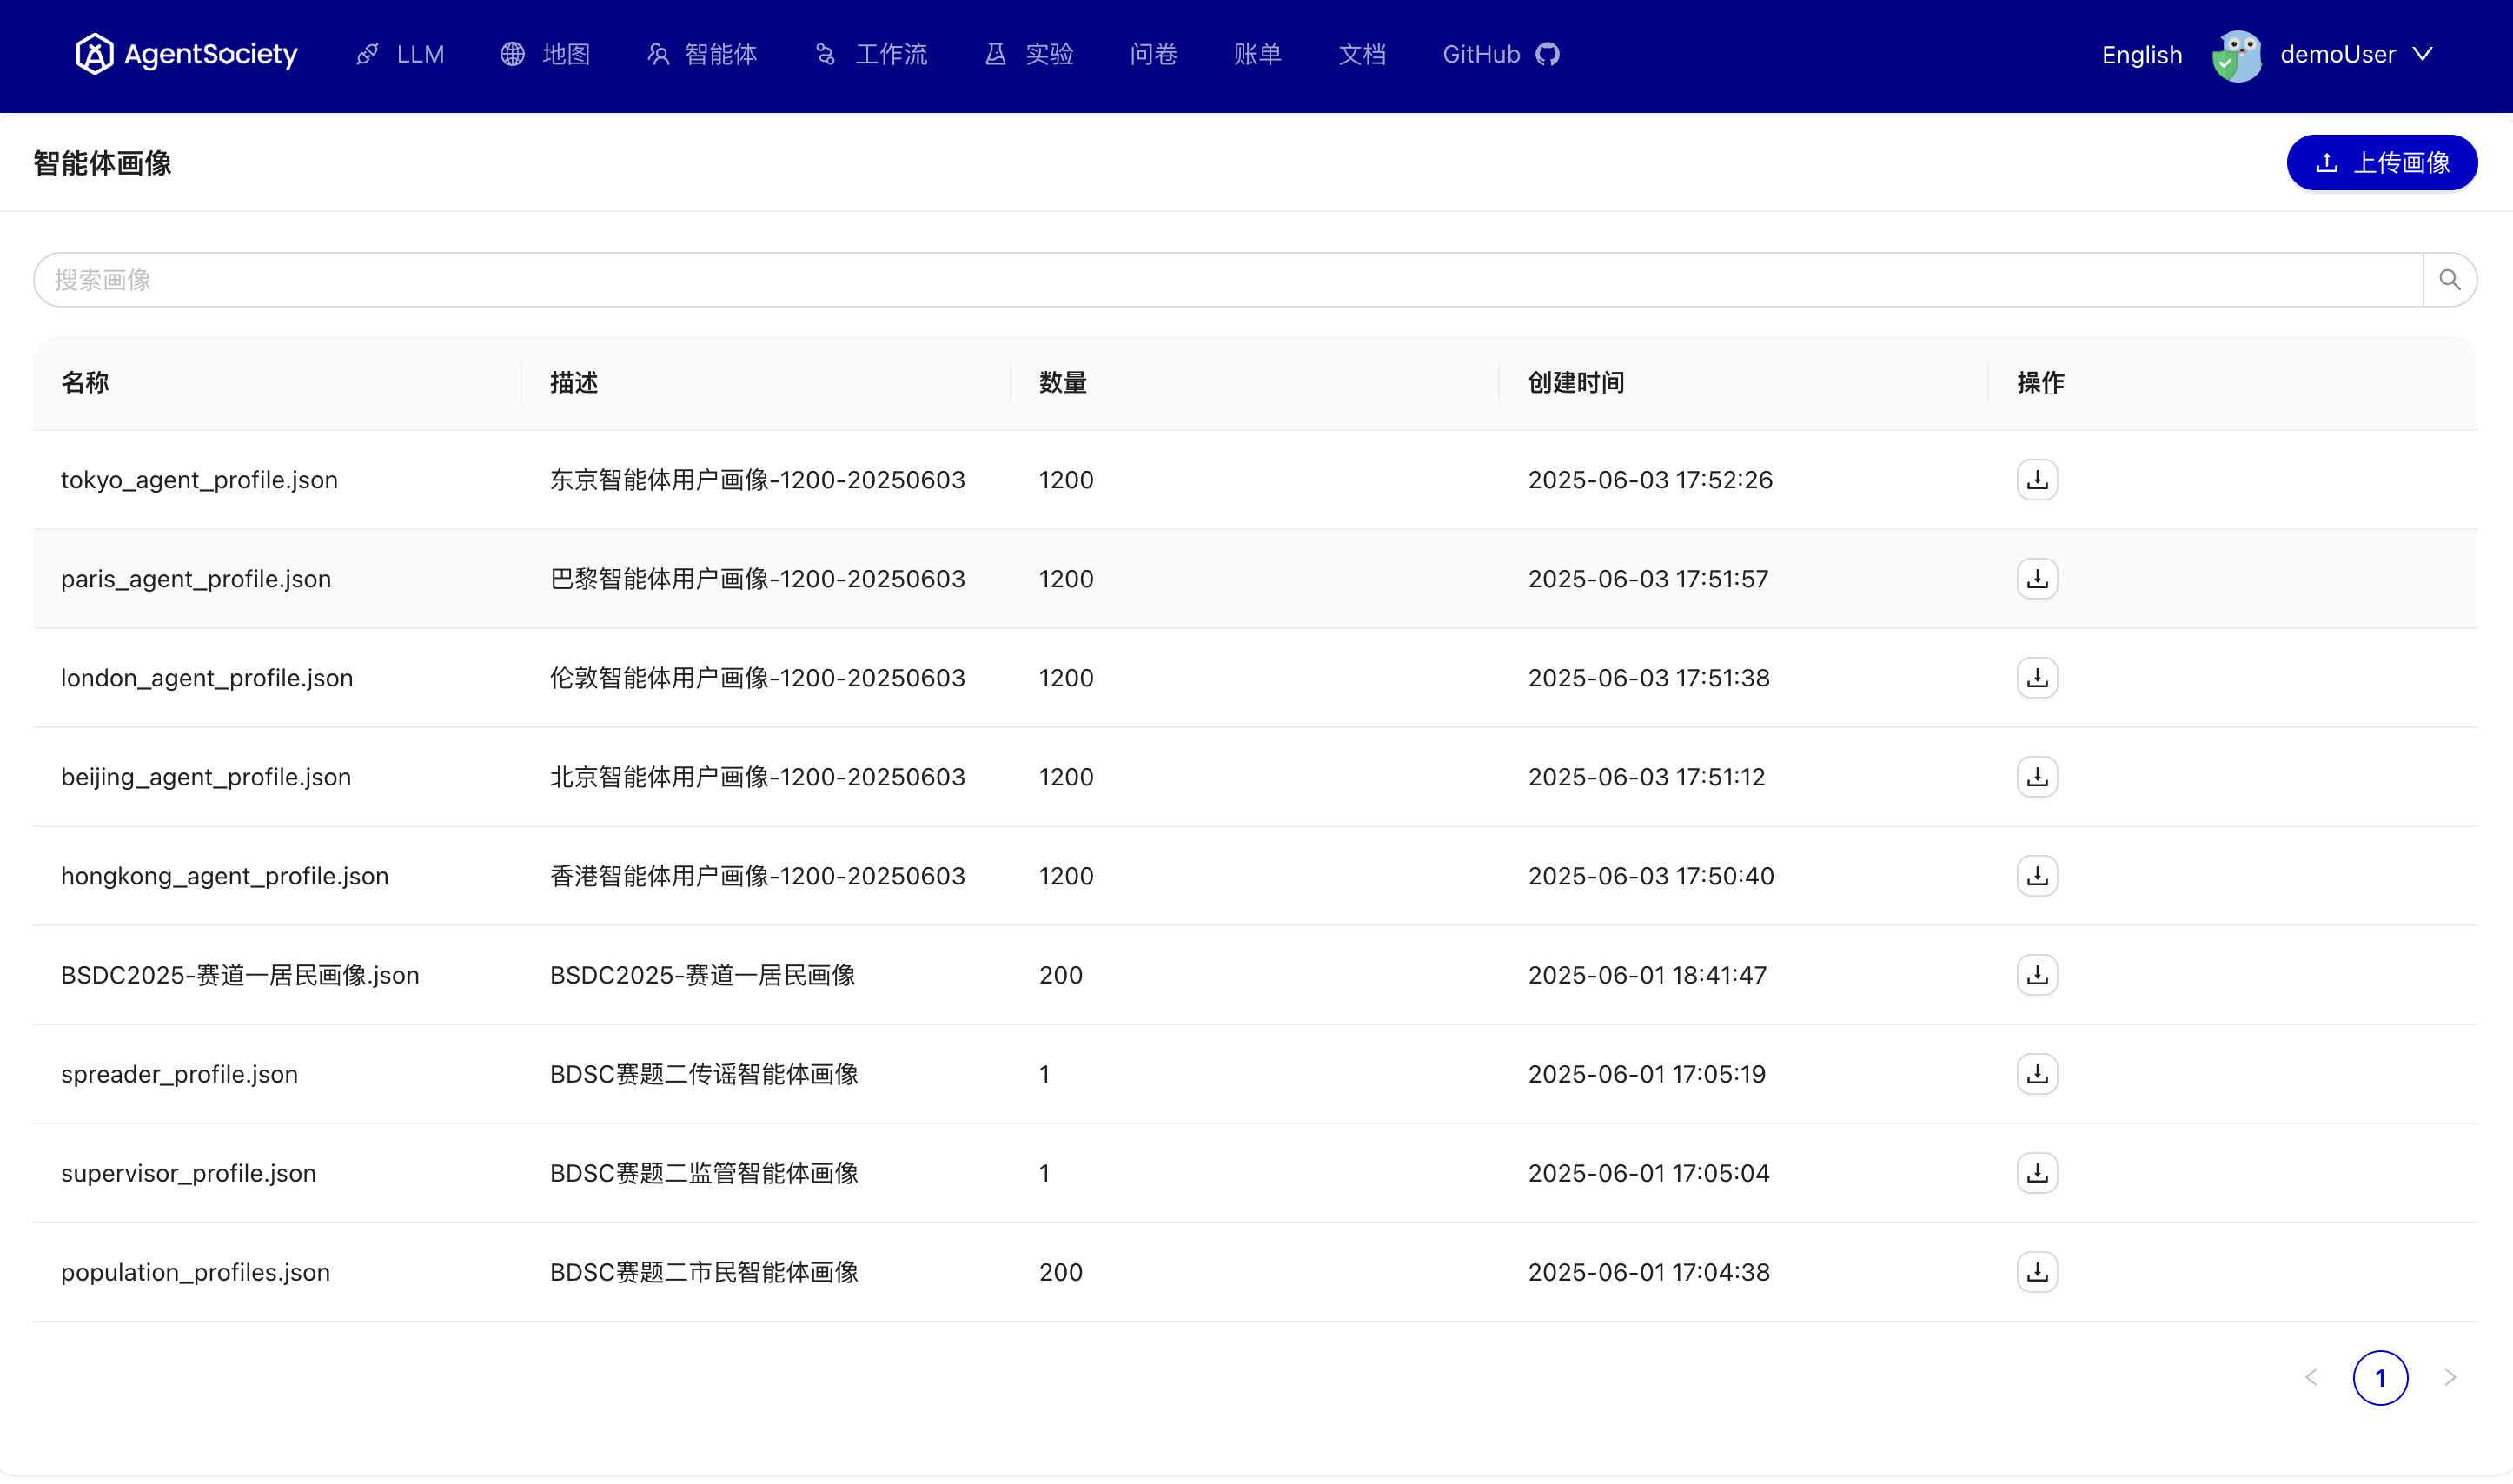 AgentSociety LLM 地图 智能体 工作流 实验 问卷 账单 文档 GitHub English demoUser
智能体画像 上传画像
搜索画像
名称 描述 数量 创建时间 操作
tokyo_agent_profile.json 东京智能体用户画像-1200-20250603 1200 2025-06-03 17:52:26
paris_agent_profile.json 巴黎智能体用户画像-1200-20250603 1200 2025-06-03 17:51:57
london_agent_profile.json 伦敦智能体用户画像-1200-20250603 1200 2025-06-03 17:51:38
beijing_agent_profile.json 北京智能体用户画像-1200-20250603 1200 2025-06-03 17:51:12
hongkong_agent_profile.json 香港智能体用户画像-1200-20250603 1200 2025-06-03 17:50:40
BSDC2025-赛道一居民画像.json BSDC2025-赛道一居民画像 200 2025-06-01 18:41:47
spreader_profile.json BDSC赛题二传谣智能体画像 1 2025-06-01 17:05:19
supervisor_profile.json BDSC赛题二监管智能体画像 1 2025-06-01 17:05:04
population_profiles.json BDSC赛题二市民智能体画像 200 2025-06-01 17:04:38
1